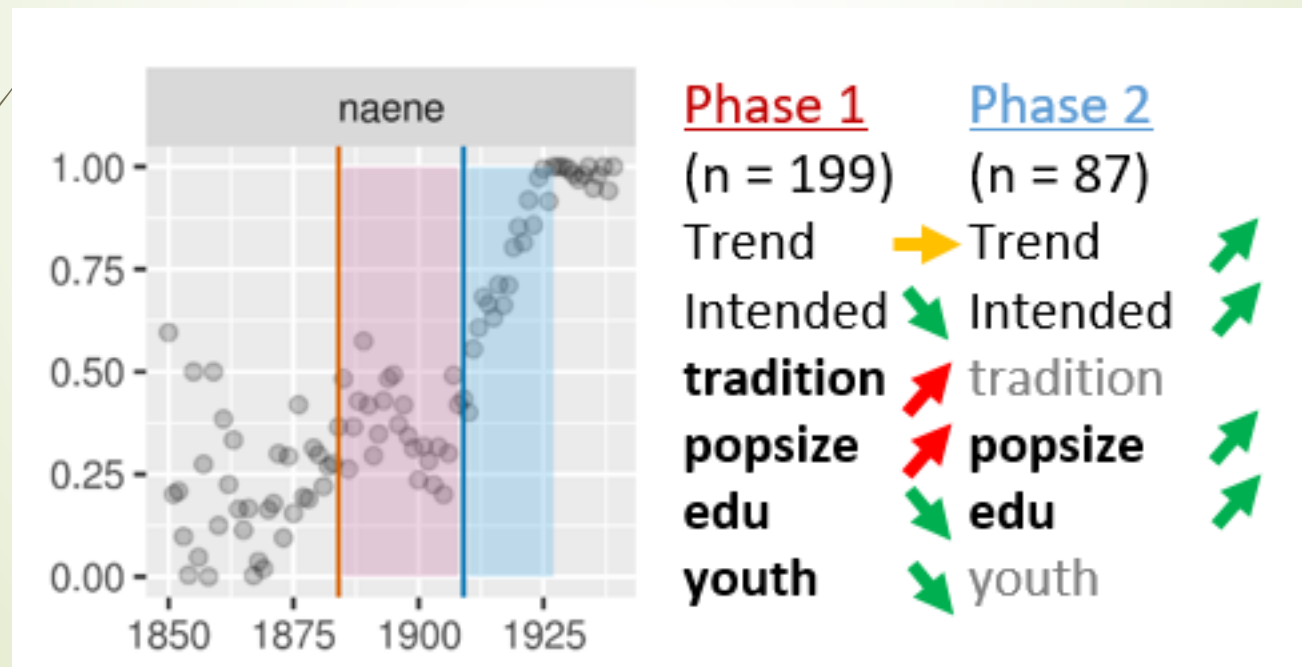 naene
1.00
0.75
0.50
0.25
0.00
1850 1875 1900 1925
Phase 1 Phase 2
(n = 199) (n = 87)
Trend Trend
Intended Intended
tradition tradition
popsize popsize
edu edu
youth youth